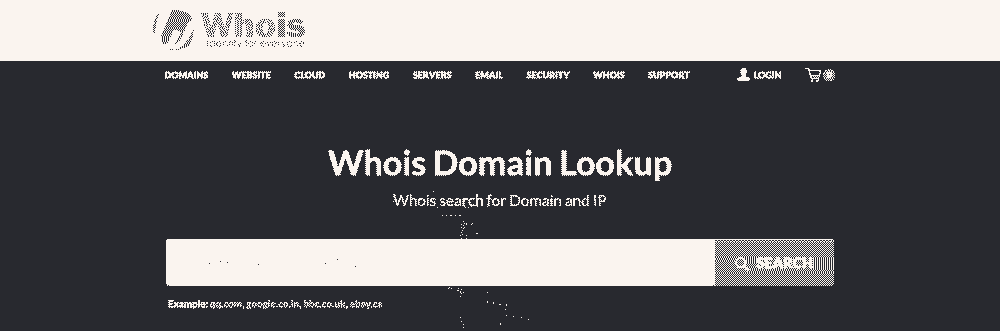 Whois
Identity for everyone
DOMAINS WEBSITE CLOUD HOSTING SERVERS EMAIL SECURITY WHOIS SUPPORT LOGIN
Whois Domain Lookup
Whois search for Domain and IP
SEARCH
Example: qq.com, google.co.in, bbc.co.uk, ebay.ca